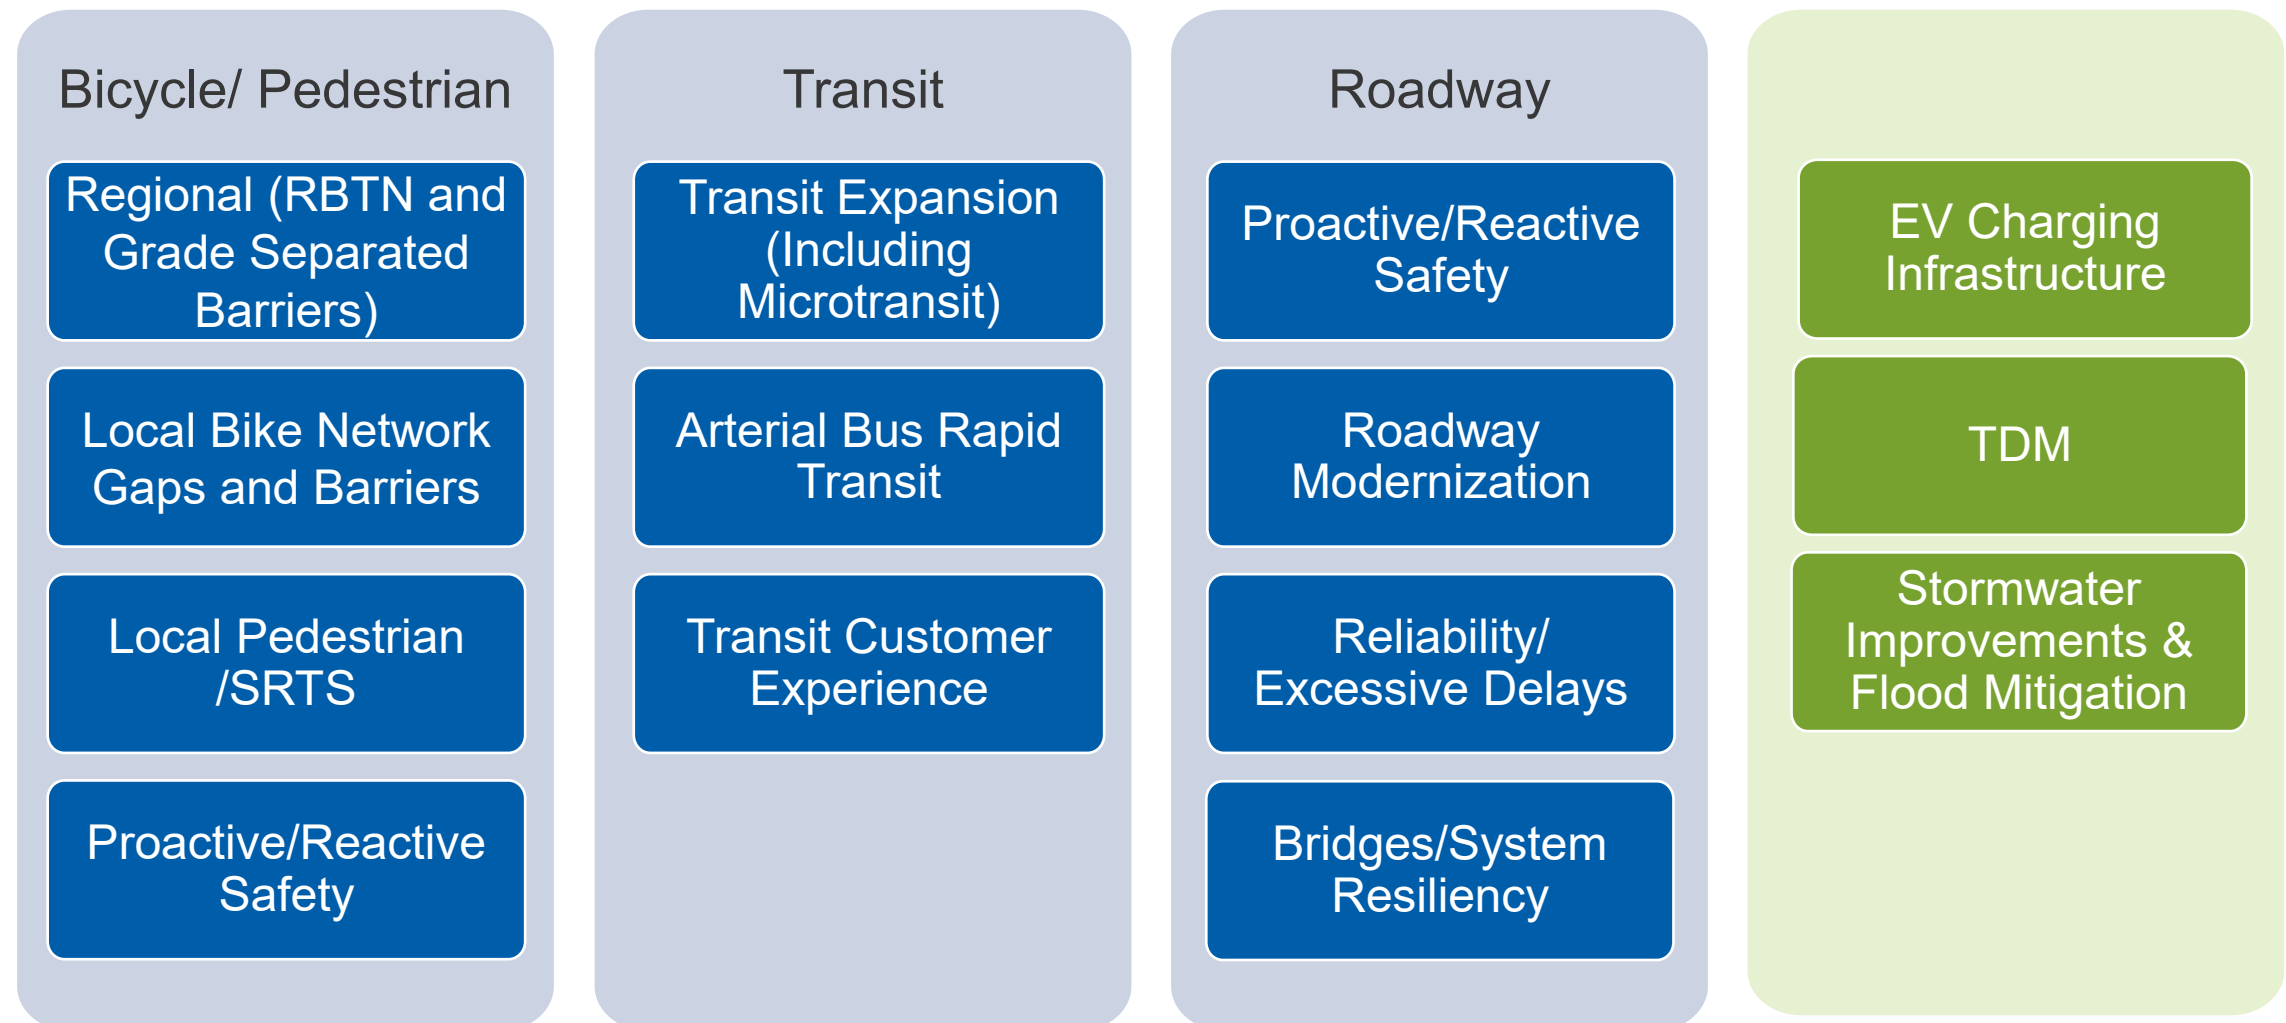 Bicycle/ Pedestrian
Regional (RBTN and
Grade Separated
Barriers)
Local Bike Network
Gaps and Barriers
Local Pedestrian
/SRTS
Proactive/Reactive
Safety
Transit
Transit Expansion
(Including
Microtransit)
Arterial Bus Rapid
Transit
Transit Customer
Experience
Roadway
Proactive/Reactive
Safety
Roadway
Modernization
Reliability/
Excessive Delays
Bridges/System
Resiliency
EV Charging
Infrastructure
TDM
Stormwater
Improvements &
Flood Mitigation